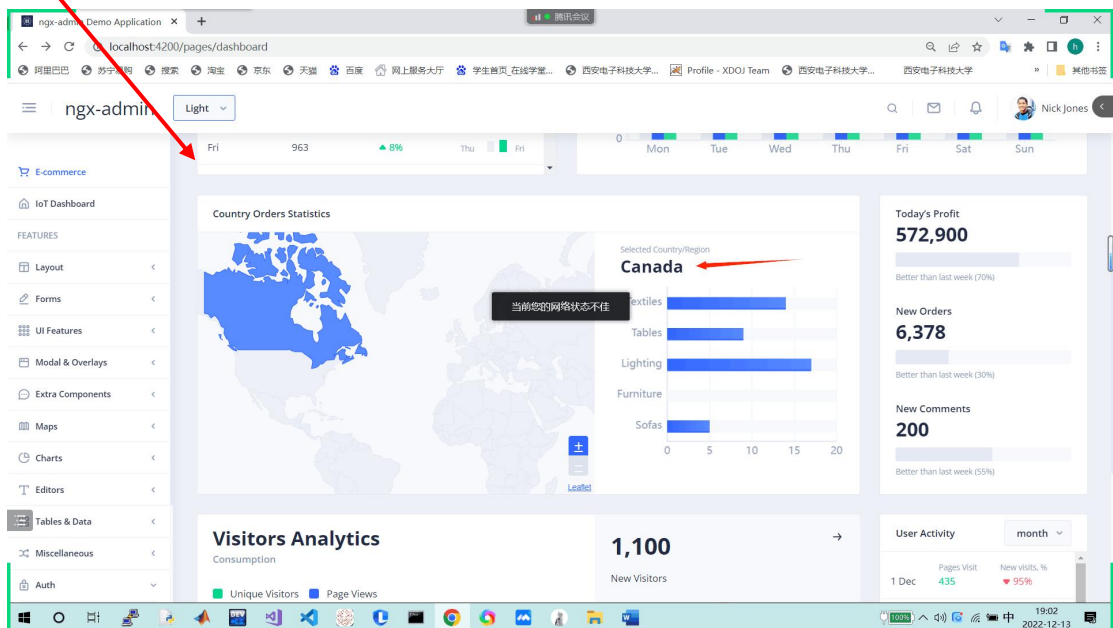 ngx-admin Demo Application
腾讯会议
localhost:4200/pages/dashboard
阿里巴巴 苏宁易购 搜索 淘宝 京东 天猫 百度 网上服务大厅 学生首页_在线学堂... 西安电子科技大学... Profile - XDOJ Team 西安电子科技大学... 西安电子科技大学 » 其他书签
ngx-admin Light Nick Jones
Fri 963 8% Thu Fri
0
Mon Tue Wed Thu Fri Sat Sun
E-commerce
IoT Dashboard
FEATURES
Layout
Forms
UI Features
Modal & Overlays
Extra Components
Maps
Charts
Editors
Tables & Data
Miscellaneous
Auth
Country Orders Statistics
Selected Country/Region
Canada
当前您的网络状态不佳
Textiles
Tables
Lighting
Furniture
Sofas
0 5 10 15 20
Leaflet
Today's Profit
572,900
Better than last week (70%)
New Orders
6,378
Better than last week (30%)
New Comments
200
Better than last week (55%)
Visitors Analytics
Consumption
Unique Visitors Page Views
1,100
New Visitors
User Activity month
Pages Visit New visits, %
1 Dec 435 95%
100% 中 19:02
2022-12-13